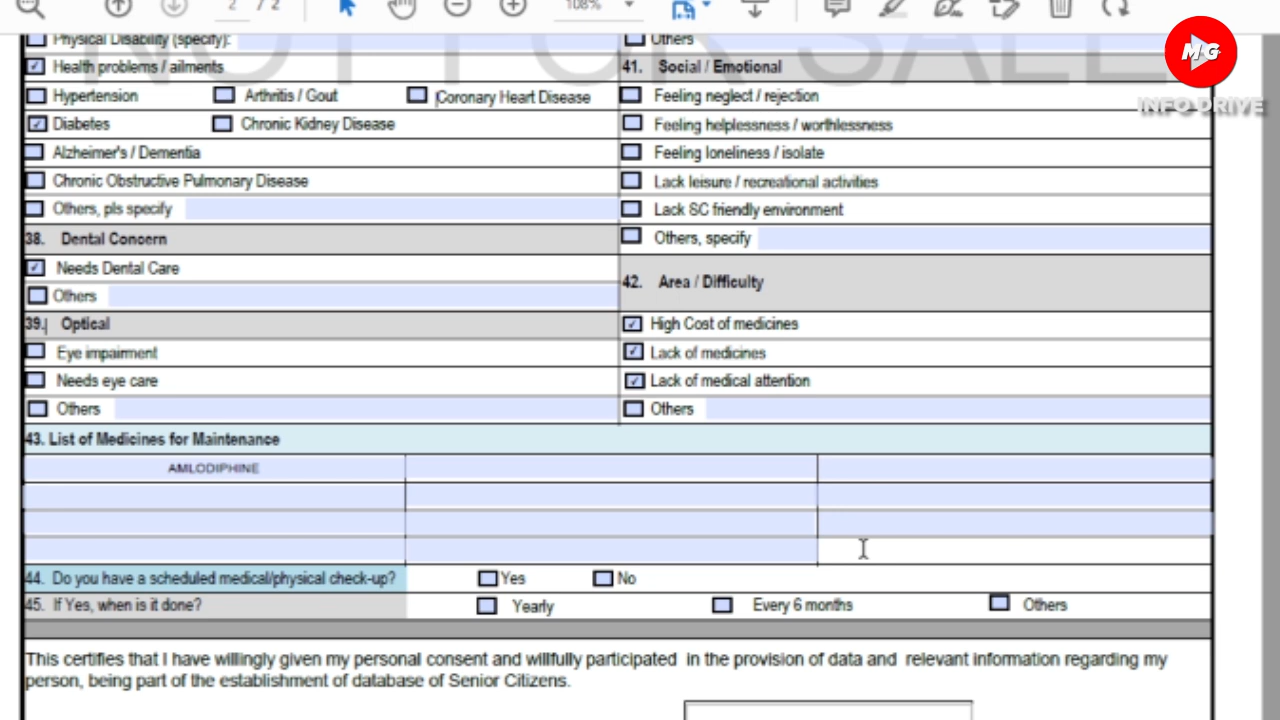 2 / 2 108%
NOT FOR SALE
MG
INFO DRIVE
Physical Disability (specify):
Health problems / ailments
Hypertension Arthritis / Gout Coronary Heart Disease
Diabetes Chronic Kidney Disease
Alzheimer's / Dementia
Chronic Obstructive Pulmonary Disease
Others, pls specify
38. Dental Concern
Needs Dental Care
Others
39. Optical
Eye impairment
Needs eye care
Others
Others
41. Social / Emotional
Feeling neglect / rejection
Feeling helplessness / worthlessness
Feeling loneliness / isolate
Lack leisure / recreational activities
Lack SC friendly environment
Others, specify
42. Area / Difficulty
High Cost of medicines
Lack of medicines
Lack of medical attention
Others
43. List of Medicines for Maintenance
AMLODIPHINE
44. Do you have a scheduled medical/physical check-up? Yes No
45. If Yes, when is it done? Yearly Every 6 months Others
This certifies that I have willingly given my personal consent and willfully participated in the provision of data and relevant information regarding my
person, being part of the establishment of database of Senior Citizens.